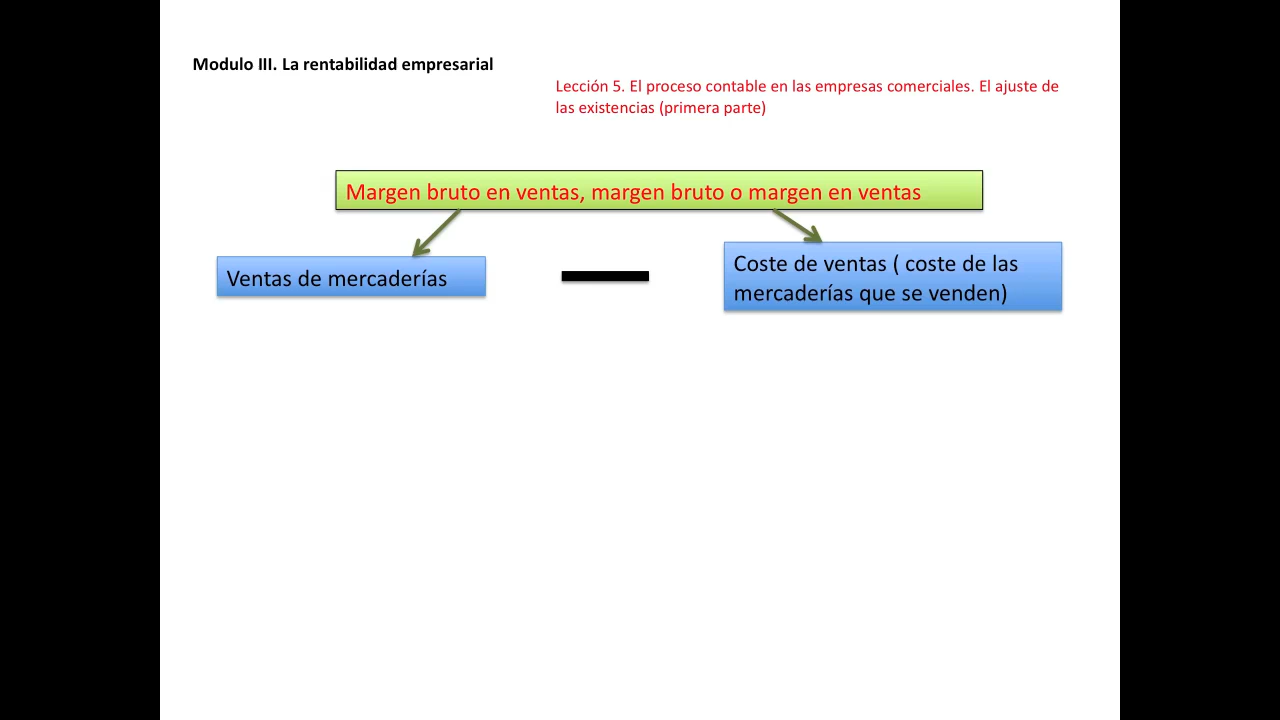 Modulo III. La rentabilidad empresarial
Lección 5. El proceso contable en las empresas comerciales. El ajuste de
las existencias (primera parte)
Margen bruto en ventas, margen bruto o margen en ventas
Ventas de mercaderías
Coste de ventas ( coste de las
mercaderías que se venden)